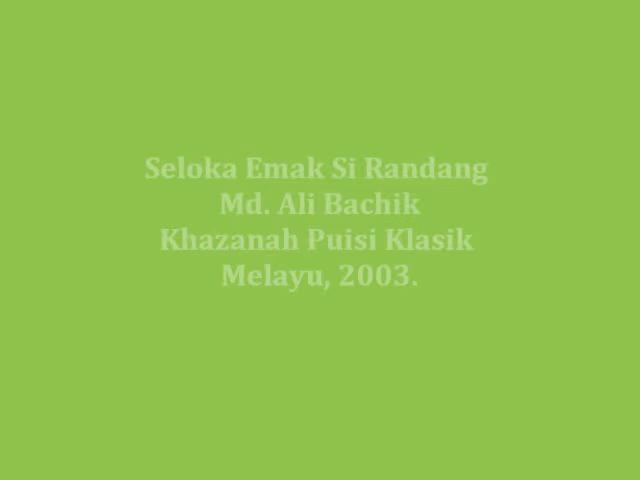 Seloka Emak Si Randang
Md. Ali Bachik
Khazanah Puisi Klasik
Melayu, 2003.